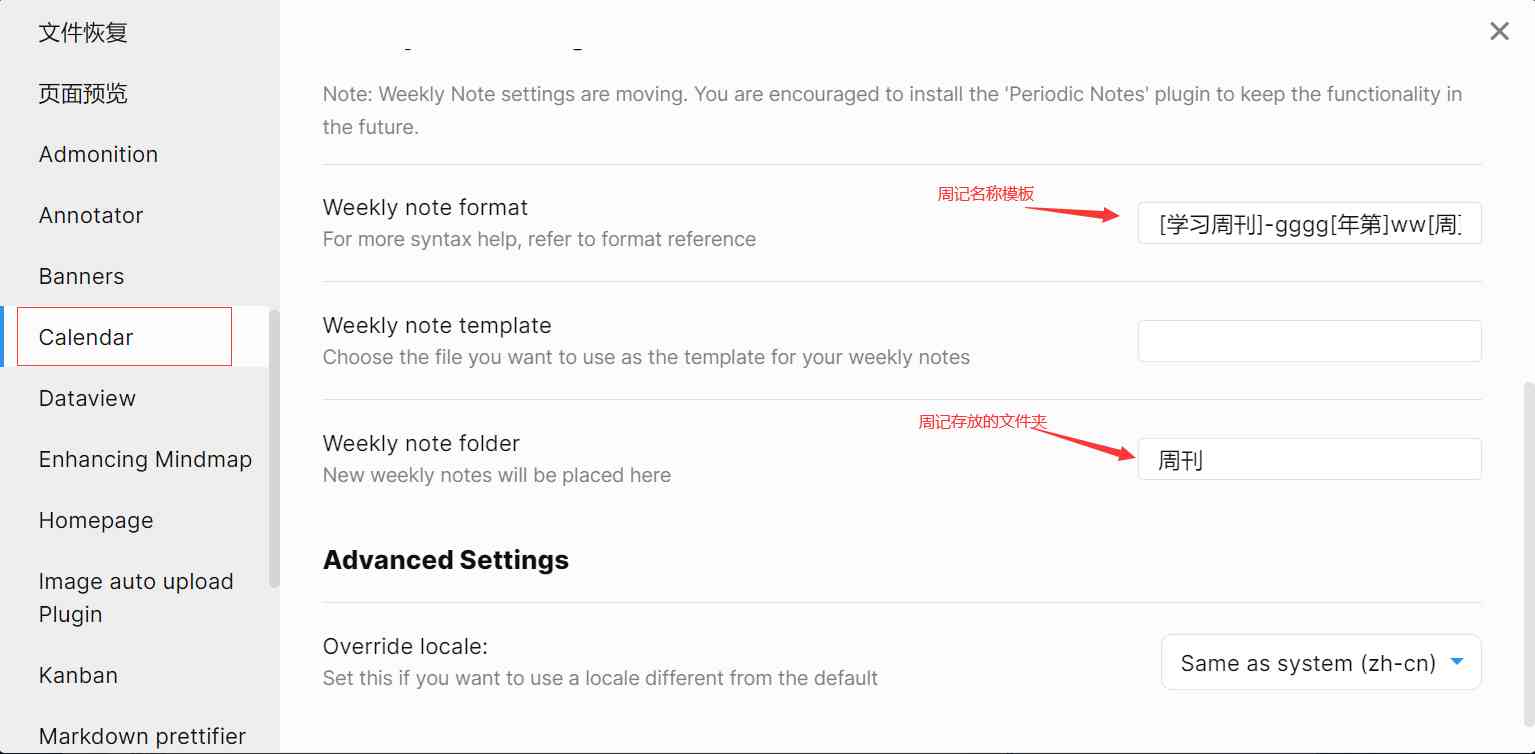 文件恢复
页面预览
Admonition
Annotator
Banners
Calendar
Dataview
Enhancing Mindmap
Homepage
Image auto upload
Plugin
Kanban
Markdown prettifier
Note: Weekly Note settings are moving. You are encouraged to install the 'Periodic Notes' plugin to keep the functionality in
the future.
Weekly note format
For more syntax help, refer to format reference
周记名称模板
[学习周刊]-gggg[年第]ww[周]
Weekly note template
Choose the file you want to use as the template for your weekly notes
Weekly note folder
New weekly notes will be placed here
周记存放的文件夹
周刊
Advanced Settings
Override locale:
Set this if you want to use a locale different from the default
Same as system (zh-cn)